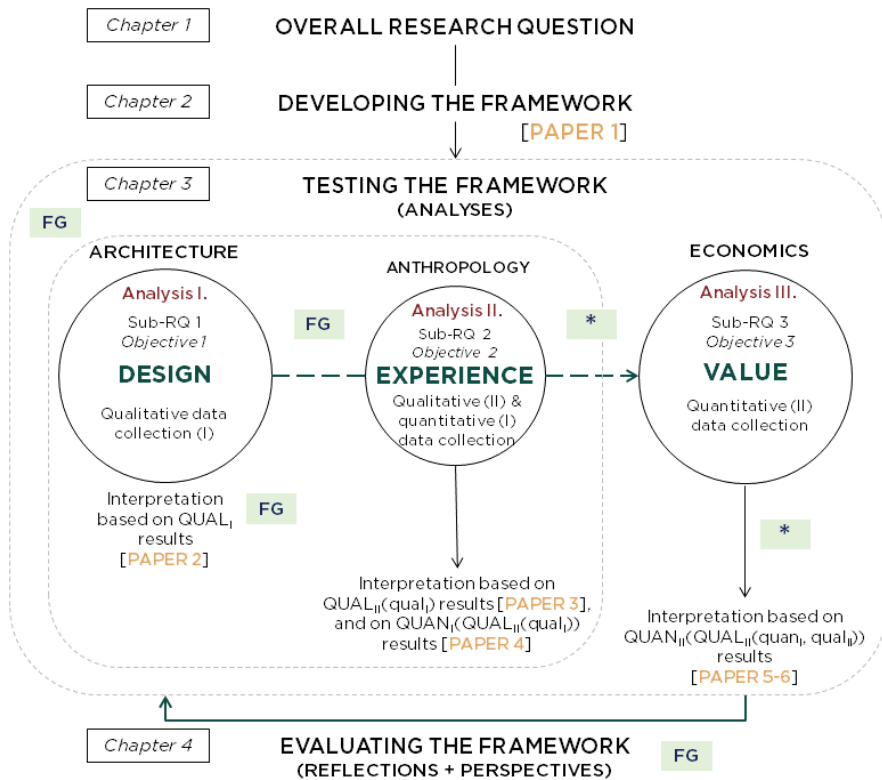 Chapter 1
OVERALL RESEARCH QUESTION
Chapter 2
DEVELOPING THE FRAMEWORK
[PAPER 1]
Chapter 3
TESTING THE FRAMEWORK
(ANALYSES)
FG
ARCHITECTURE
Analysis I.
Sub-RQ 1
Objective 1
DESIGN
Qualitative data
collection (I)
Interpretation
based on QUALI
results
[PAPER 2]
FG
FG
ANTHROPOLOGY
Analysis II.
Sub-RQ 2
Objective 2
EXPERIENCE
Qualitative (II) &
quantitative (I)
data collection
Interpretation based on
QUALII(qualI) results [PAPER 3],
and on QUANI(QUALII(qualI))
results [PAPER 4]
*
ECONOMICS
Analysis III.
Sub-RQ 3
Objective 3
VALUE
Quantitative (II)
data collection
*
Interpretation based on
QUANII(QUALII(quanI, qualII))
results
[PAPER 5-6]
Chapter 4
EVALUATING THE FRAMEWORK
(REFLECTIONS + PERSPECTIVES)
FG